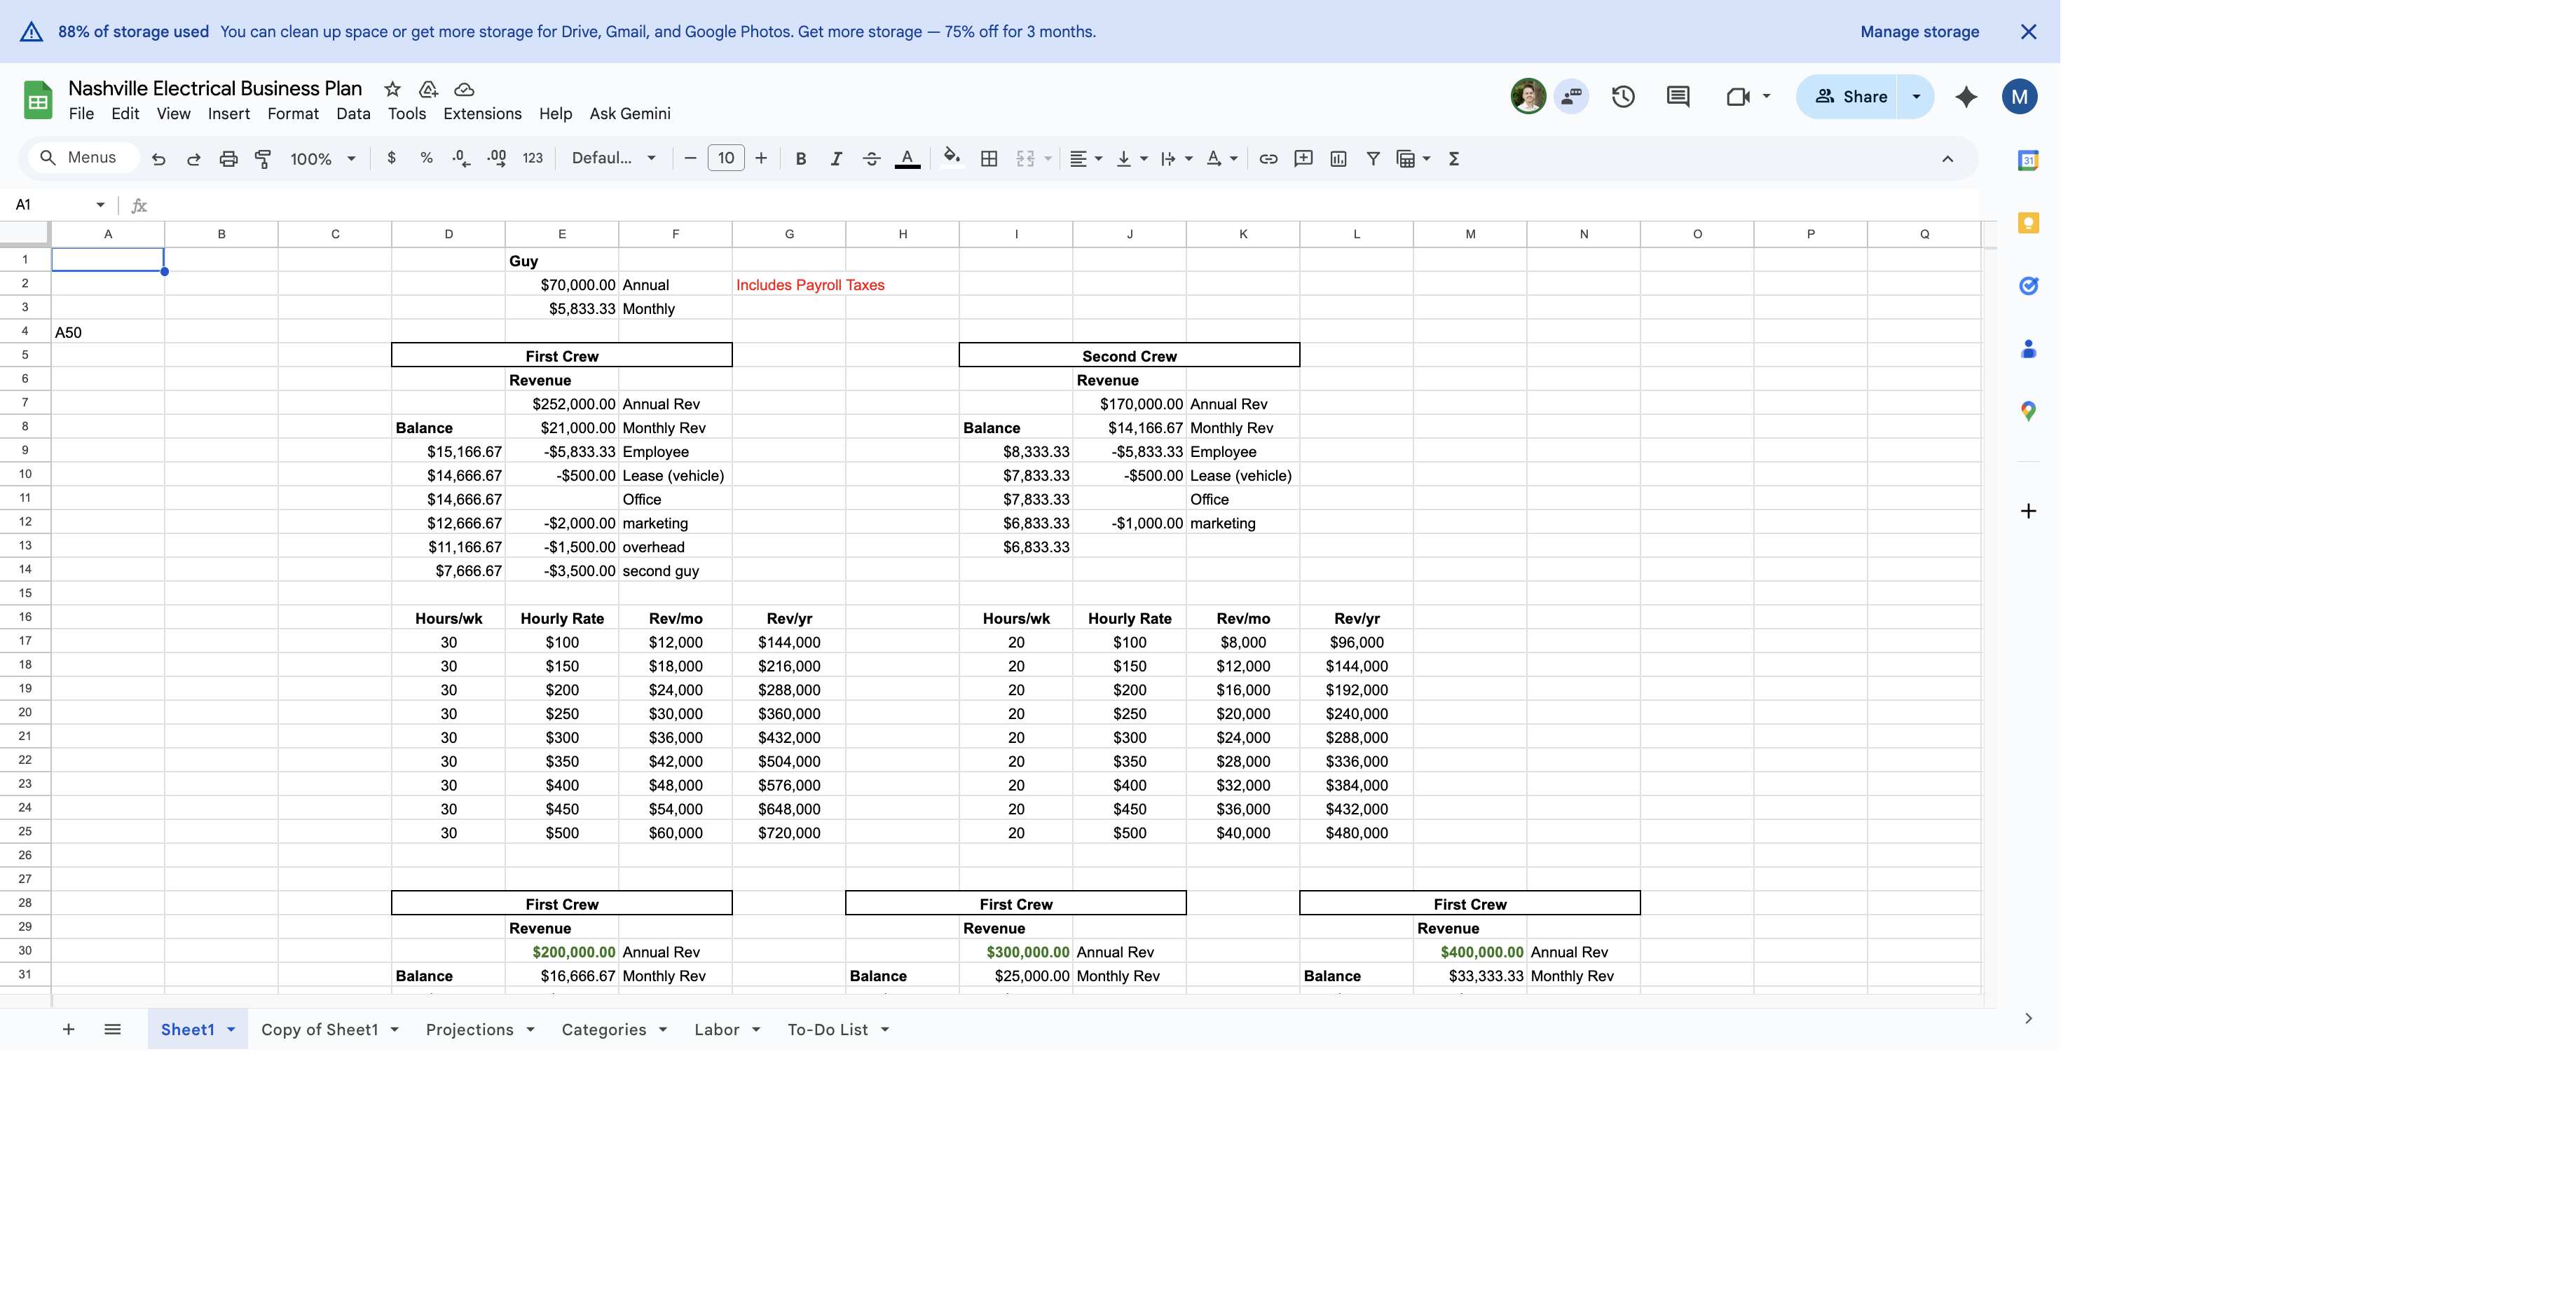 88% of storage used You can clean up space or get more storage for Drive, Gmail, and Google Photos. Get more storage — 75% off for 3 months. Manage storage
Nashville Electrical Business Plan
File Edit View Insert Format Data Tools Extensions Help Ask Gemini
Share M
Menus 100% $ % .0 .00 123 Defaul... 10 B I S A A Σ 31
A1 fx
A B C D E F G H I J K L M N O P Q
1 Guy
2 $70,000.00 Annual Includes Payroll Taxes
3 $5,833.33 Monthly
4 A50
5 First Crew Second Crew
6 Revenue Revenue
7 $252,000.00 Annual Rev $170,000.00 Annual Rev
8 Balance $21,000.00 Monthly Rev Balance $14,166.67 Monthly Rev
9 $15,166.67 -$5,833.33 Employee $8,333.33 -$5,833.33 Employee
10 $14,666.67 -$500.00 Lease (vehicle) $7,833.33 -$500.00 Lease (vehicle)
11 $14,666.67 Office $7,833.33 Office
12 $12,666.67 -$2,000.00 marketing $6,833.33 -$1,000.00 marketing
13 $11,166.67 -$1,500.00 overhead $6,833.33
14 $7,666.67 -$3,500.00 second guy
15
16 Hours/wk Hourly Rate Rev/mo Rev/yr Hours/wk Hourly Rate Rev/mo Rev/yr
17 30 $100 $12,000 $144,000 20 $100 $8,000 $96,000
18 30 $150 $18,000 $216,000 20 $150 $12,000 $144,000
19 30 $200 $24,000 $288,000 20 $200 $16,000 $192,000
20 30 $250 $30,000 $360,000 20 $250 $20,000 $240,000
21 30 $300 $36,000 $432,000 20 $300 $24,000 $288,000
22 30 $350 $42,000 $504,000 20 $350 $28,000 $336,000
23 30 $400 $48,000 $576,000 20 $400 $32,000 $384,000
24 30 $450 $54,000 $648,000 20 $450 $36,000 $432,000
25 30 $500 $60,000 $720,000 20 $500 $40,000 $480,000
26
27
28 First Crew First Crew First Crew
29 Revenue Revenue Revenue
30 $200,000.00 Annual Rev $300,000.00 Annual Rev $400,000.00 Annual Rev
31 Balance $16,666.67 Monthly Rev Balance $25,000.00 Monthly Rev Balance $33,333.33 Monthly Rev
Sheet1 Copy of Sheet1 Projections Categories Labor To-Do List